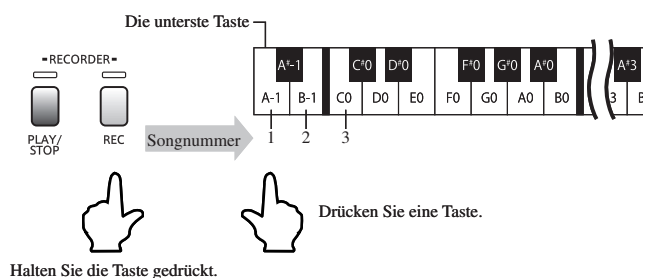 Die unterste Taste
RECORDER
A#-1 C#0 D#0 F#0 G#0 A#0 A#3
A-1 B-1 C0 D0 E0 F0 G0 A0 B0 3 B
PLAY/
STOP
REC
Songnummer
1 2 3
Drücken Sie eine Taste.
Halten Sie die Taste gedrückt.